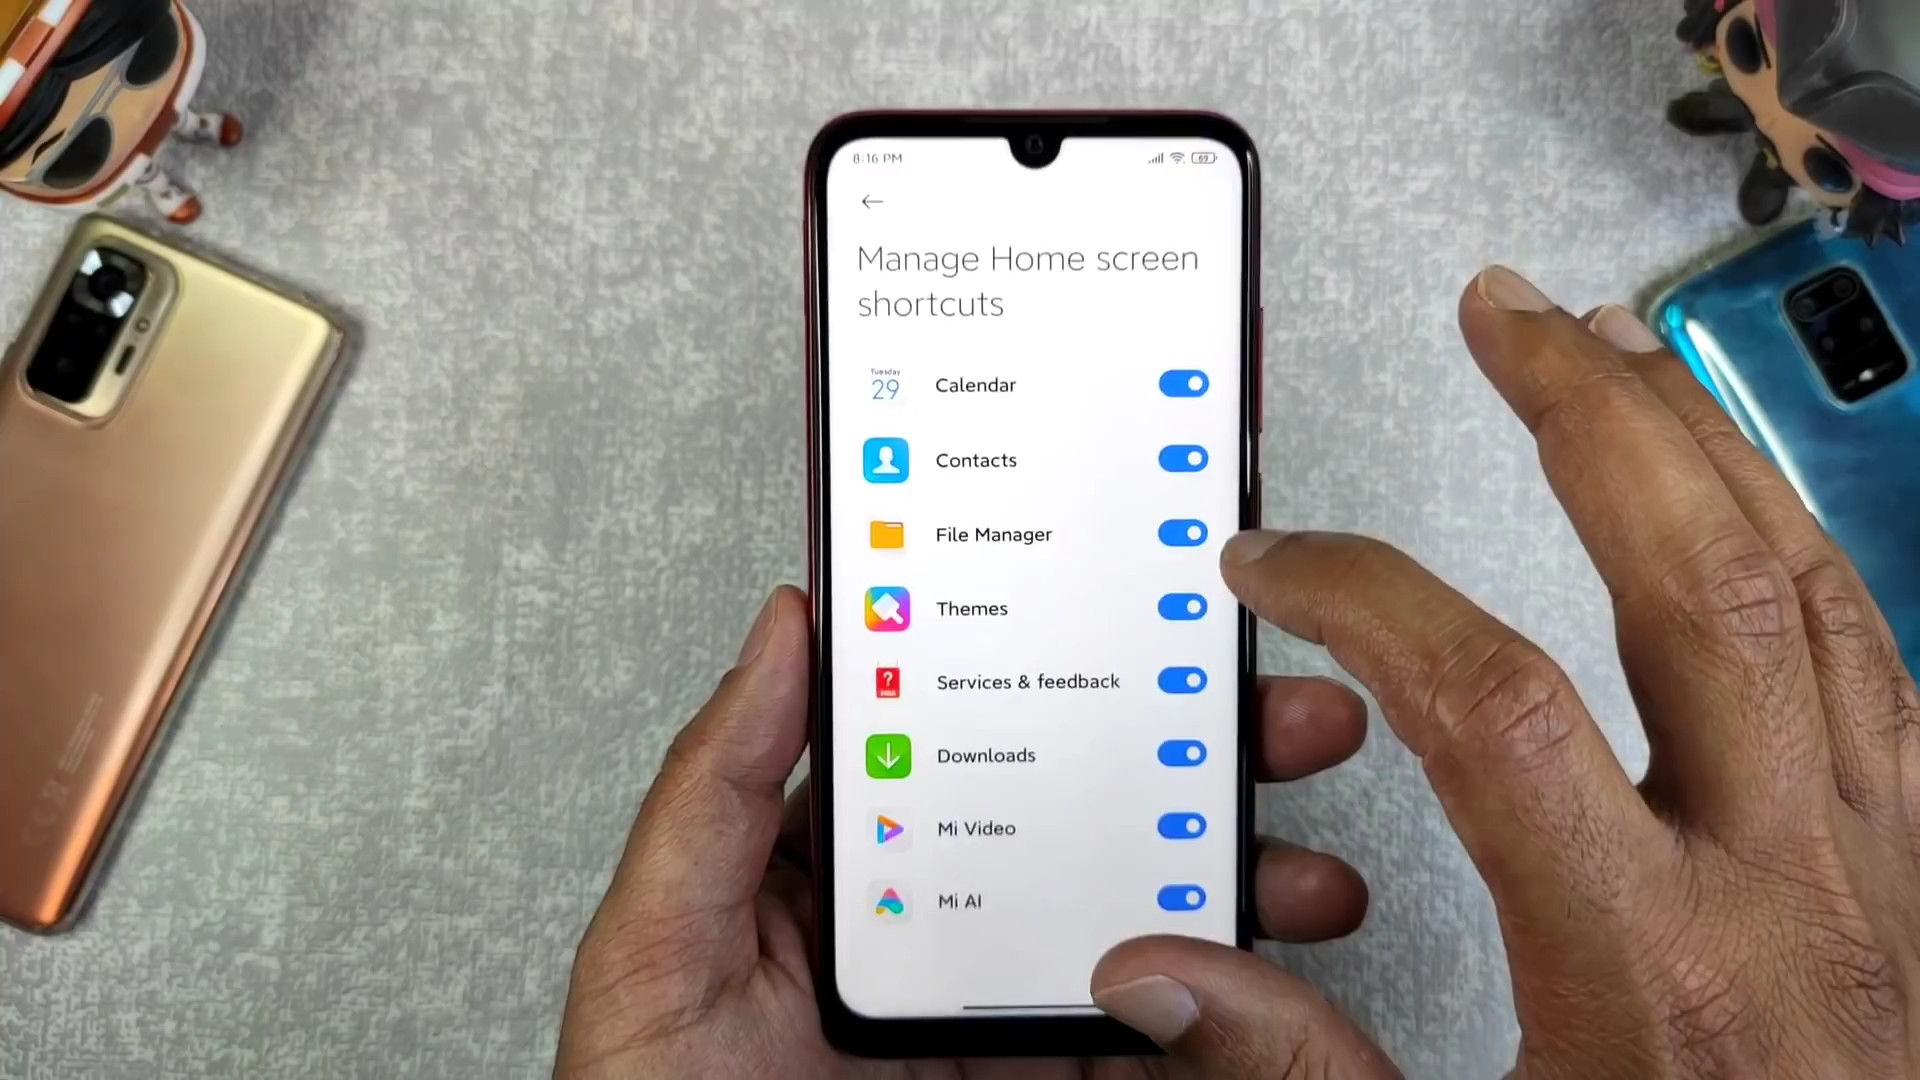 8:16 PM
69
Manage Home screen
shortcuts
Tuesday
29
Calendar
Contacts
File Manager
Themes
?
Services & feedback
Downloads
Mi Video
Mi AI